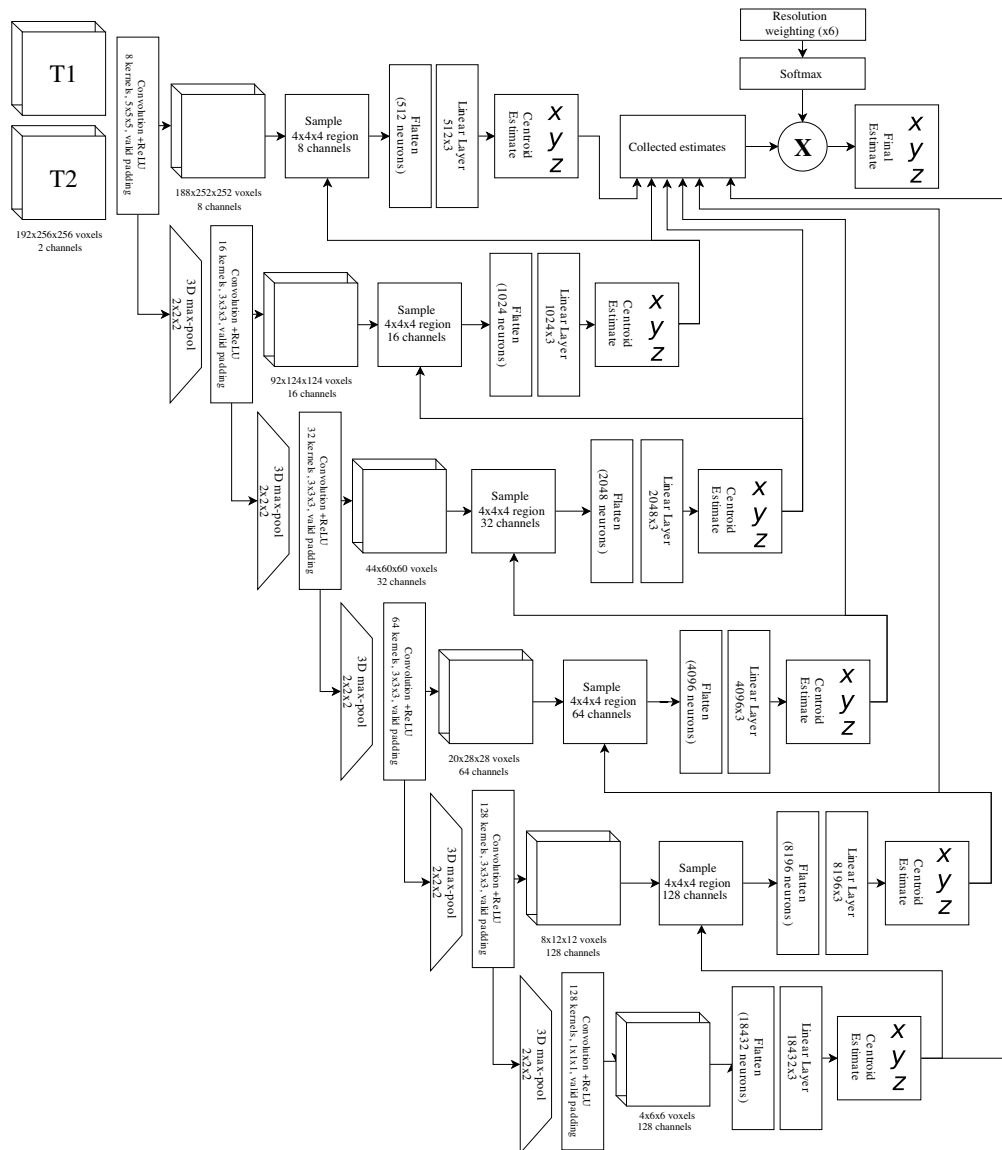 T1
T2
192x256x256 voxels
2 channels
Convolution +ReLU
8 kernels, 5x5x5, valid padding
188x252x252 voxels
8 channels
Sample
4x4x4 region
8 channels
Flatten
(512 neurons)
Linear Layer
512x3
Centroid
Estimate
x
y
z
Collected estimates
Resolution
weighting (x6)
Softmax
X
Final
Estimate
x
y
z
3D max-pool
2x2x2
Convolution +ReLU
16 kernels, 3x3x3, valid padding
92x124x124 voxels
16 channels
Sample
4x4x4 region
16 channels
Flatten
(1024 neurons)
Linear Layer
1024x3
Centroid
Estimate
x
y
z
3D max-pool
2x2x2
Convolution +ReLU
32 kernels, 3x3x3, valid padding
44x60x60 voxels
32 channels
Sample
4x4x4 region
32 channels
Flatten
(2048 neurons)
Linear Layer
2048x3
Centroid
Estimate
x
y
z
3D max-pool
2x2x2
Convolution +ReLU
64 kernels, 3x3x3, valid padding
20x28x28 voxels
64 channels
Sample
4x4x4 region
64 channels
Flatten
(4096 neurons)
Linear Layer
4096x3
Centroid
Estimate
x
y
z
3D max-pool
2x2x2
Convolution +ReLU
128 kernels, 3x3x3, valid padding
8x12x12 voxels
128 channels
Sample
4x4x4 region
128 channels
Flatten
(8196 neurons)
Linear Layer
8196x3
Centroid
Estimate
x
y
z
3D max-pool
2x2x2
Convolution +ReLU
128 kernels, 1x1x1, valid padding
4x6x6 voxels
128 channels
Flatten
(18432 neurons)
Linear Layer
18432x3
Centroid
Estimate
x
y
z